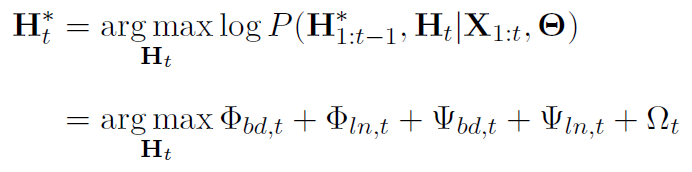 H*_t = arg max_{H_t} log P(H*_{1:t−1}, H_t|X_{1:t}, Θ)
= arg max_{H_t} Φ_{bd,t} + Φ_{ln,t} + Ψ_{bd,t} + Ψ_{ln,t} + Ω_t